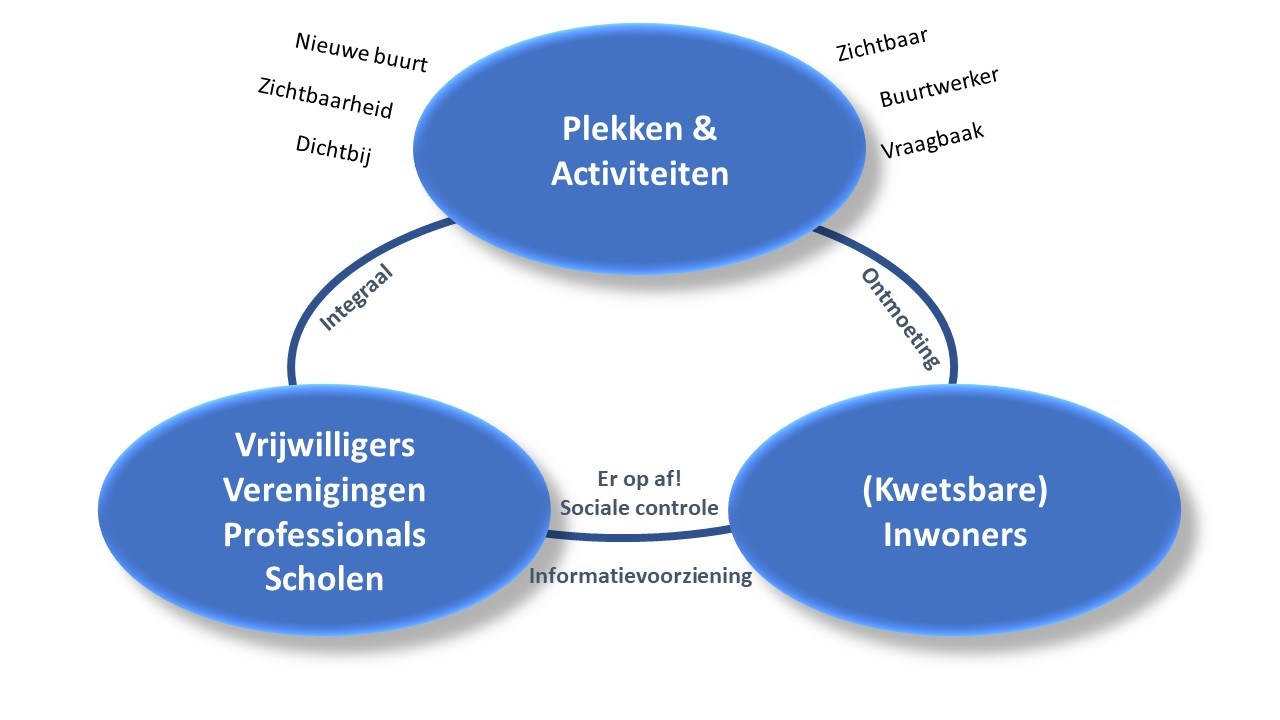 Nieuwe buurt
Zichtbaarheid
Dichtbij
Plekken &
Activiteiten
Zichtbaar
Buurtwerker
Vraagbaak
Integraal
Ontmoeting
Vrijwilligers
Verenigingen
Professionals
Scholen
Er op af!
Sociale controle
Informatievoorziening
(Kwetsbare)
Inwoners